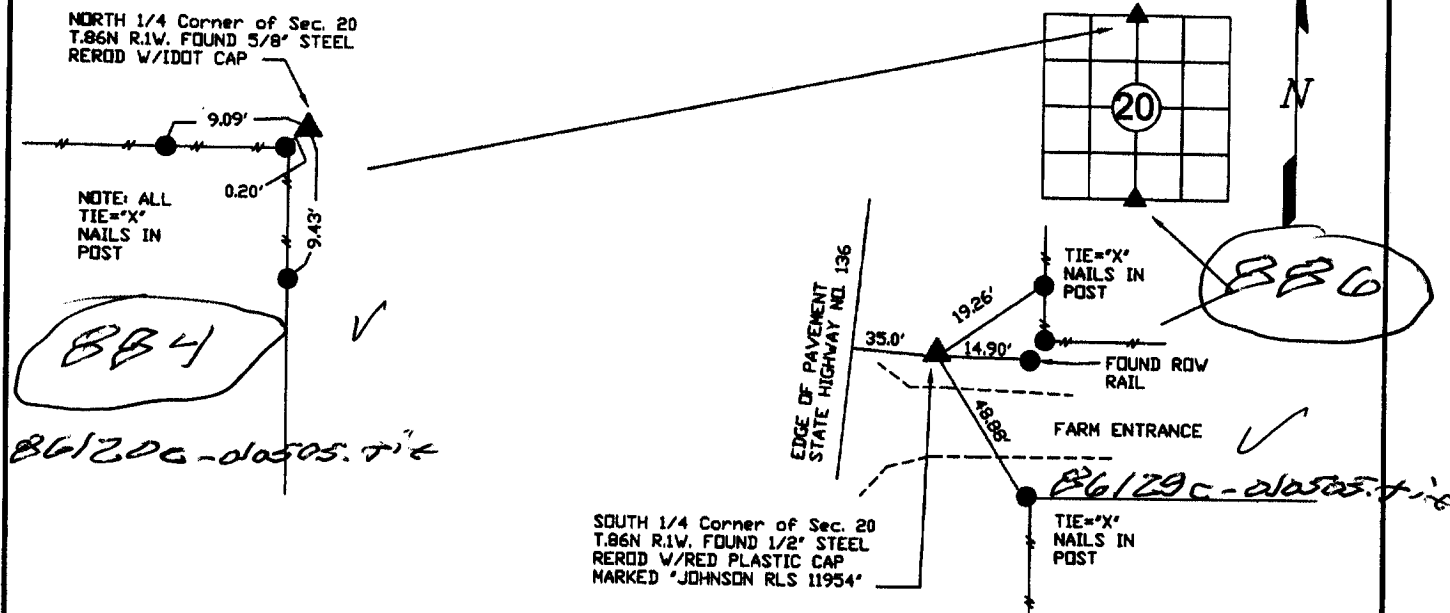 NORTH 1/4 Corner of Sec. 20
T.86N R.1W. FOUND 5/8" STEEL
REROD W/IDOT CAP
9.09'
0.20'
9.43'
NOTE: ALL
TIE="X"
NAILS IN
POST
884
20
N
886
EDGE OF PAVEMENT
STATE HIGHWAY NO. 136
35.0'
19.26'
14.90'
48.88'
TIE="X"
NAILS IN
POST
FOUND ROW
RAIL
FARM ENTRANCE
TIE="X"
NAILS IN
POST
SOUTH 1/4 Corner of Sec. 20
T.86N R.1W. FOUND 1/2" STEEL
REROD W/RED PLASTIC CAP
MARKED "JOHNSON RLS 11954"